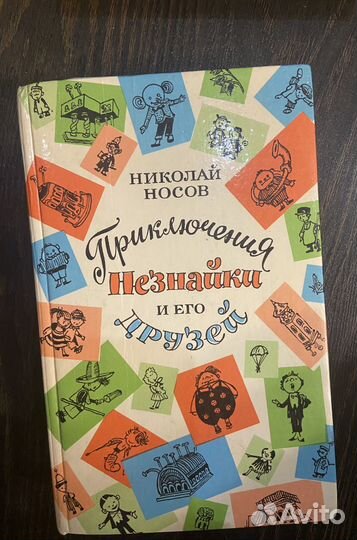 НИКОЛАЙ
НОСОВ
Приключения
Незнайки
И ЕГО
друзей
Avito